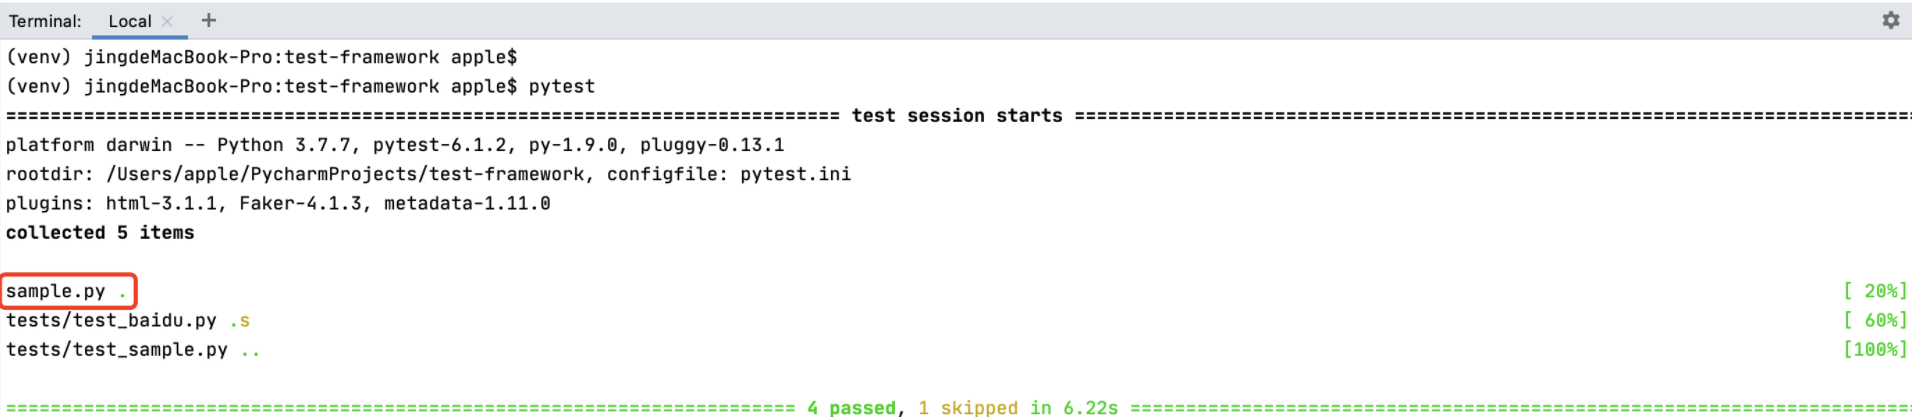 Terminal: Local × +
(venv) jingdeMacBook-Pro:test-framework apple$
(venv) jingdeMacBook-Pro:test-framework apple$ pytest
=========================================================================== test session starts ===========================================================================
platform darwin -- Python 3.7.7, pytest-6.1.2, py-1.9.0, pluggy-0.13.1
rootdir: /Users/apple/PycharmProjects/test-framework, configfile: pytest.ini
plugins: html-3.1.1, Faker-4.1.3, metadata-1.11.0
collected 5 items
sample.py . [ 20%]
tests/test_baidu.py .s [ 60%]
tests/test_sample.py .. [100%]
======================================================================= 4 passed, 1 skipped in 6.22s =======================================================================